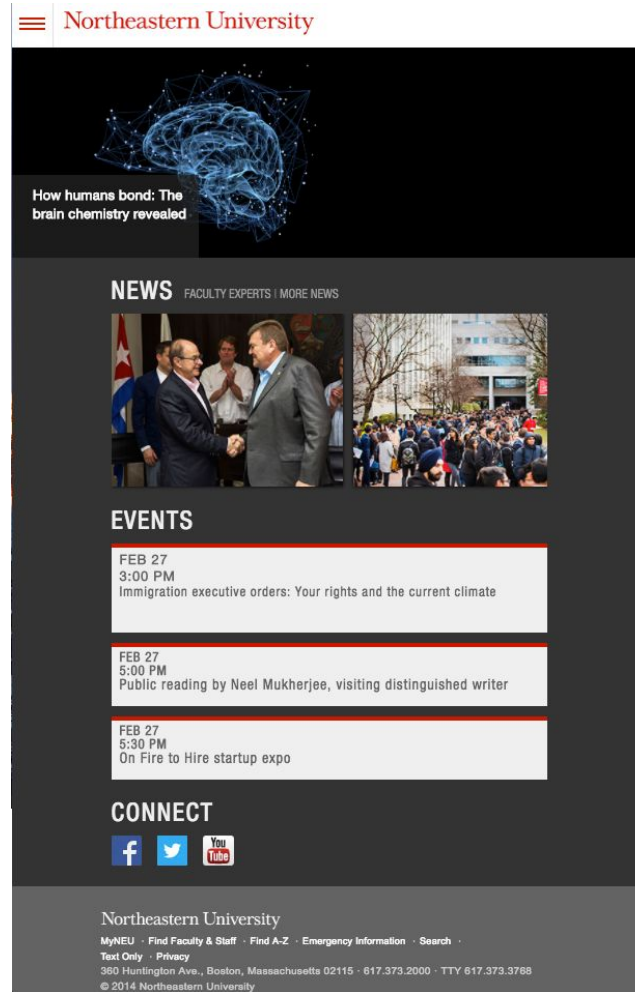 Northeastern University
How humans bond: The
brain chemistry revealed
NEWS FACULTY EXPERTS | MORE NEWS
EVENTS
FEB 27
3:00 PM
Immigration executive orders: Your rights and the current climate
FEB 27
5:00 PM
Public reading by Neel Mukherjee, visiting distinguished writer
FEB 27
5:30 PM
On Fire to Hire startup expo
CONNECT
f
You
Tube
Northeastern University
MyNEU · Find Faculty & Staff · Find A-Z · Emergency Information · Search ·
Text Only · Privacy
360 Huntington Ave., Boston, Massachusetts 02115 · 617.373.2000 · TTY 617.373.3768
© 2014 Northeastern University